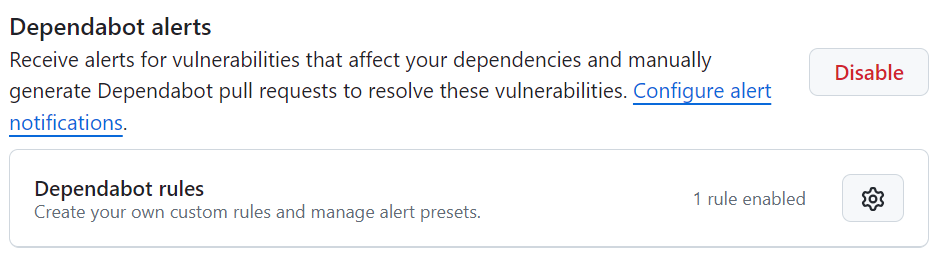 Dependabot alerts
Receive alerts for vulnerabilities that affect your dependencies and manually
generate Dependabot pull requests to resolve these vulnerabilities. Configure alert
notifications.
Disable
Dependabot rules
Create your own custom rules and manage alert presets.
1 rule enabled